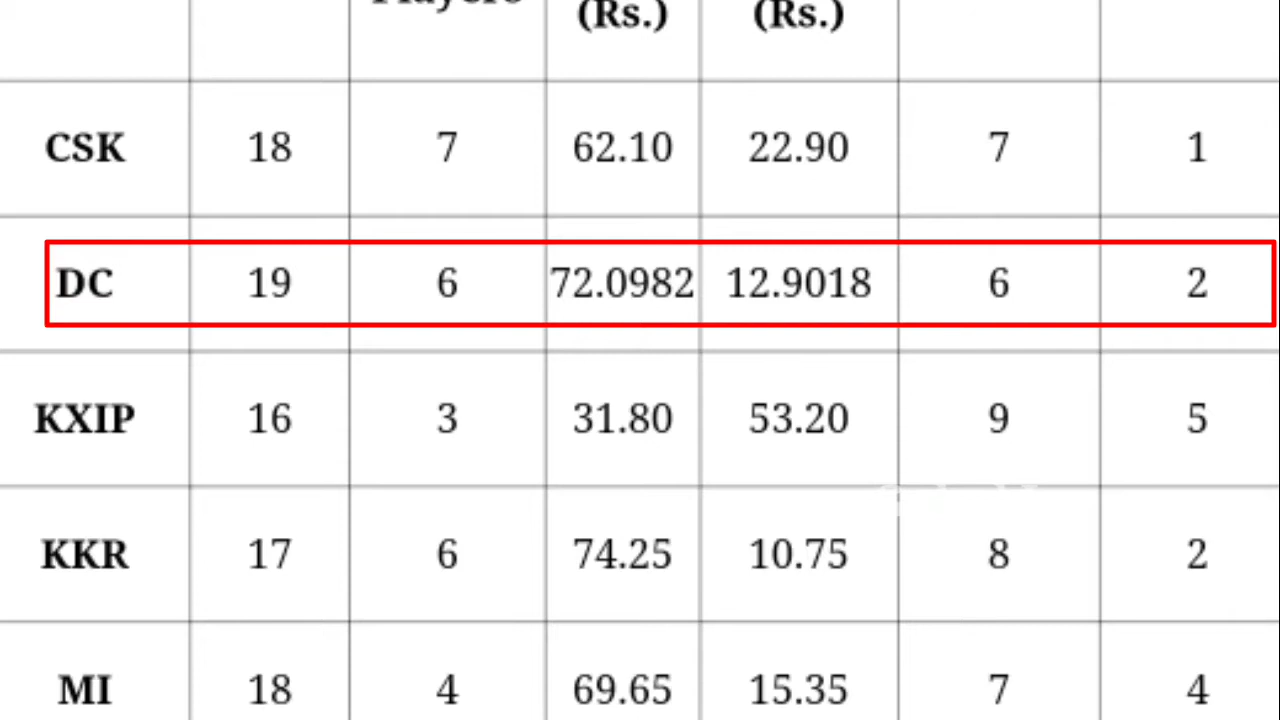 (Rs.) (Rs.)
CSK 18 7 62.10 22.90 7 1
DC 19 6 72.0982 12.9018 6 2
KXIP 16 3 31.80 53.20 9 5
KKR 17 6 74.25 10.75 8 2
MI 18 4 69.65 15.35 7 4